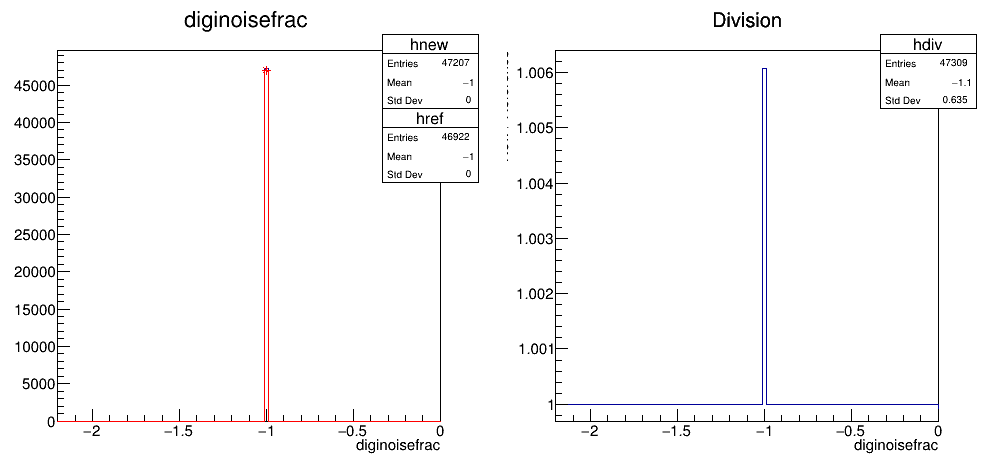 diginoisefrac
hnew
Entries 47207
Mean −1
Std Dev 0
href
Entries 46922
Mean −1
Std Dev 0
45000
40000
35000
30000
25000
20000
15000
10000
5000
0
−2 −1.5 −1 −0.5 0
diginoisefrac
Division
hdiv
Entries 47309
Mean −1.1
Std Dev 0.635
1.006
1.005
1.004
1.003
1.002
1.001
1
−2 −1.5 −1 −0.5 0
diginoisefrac